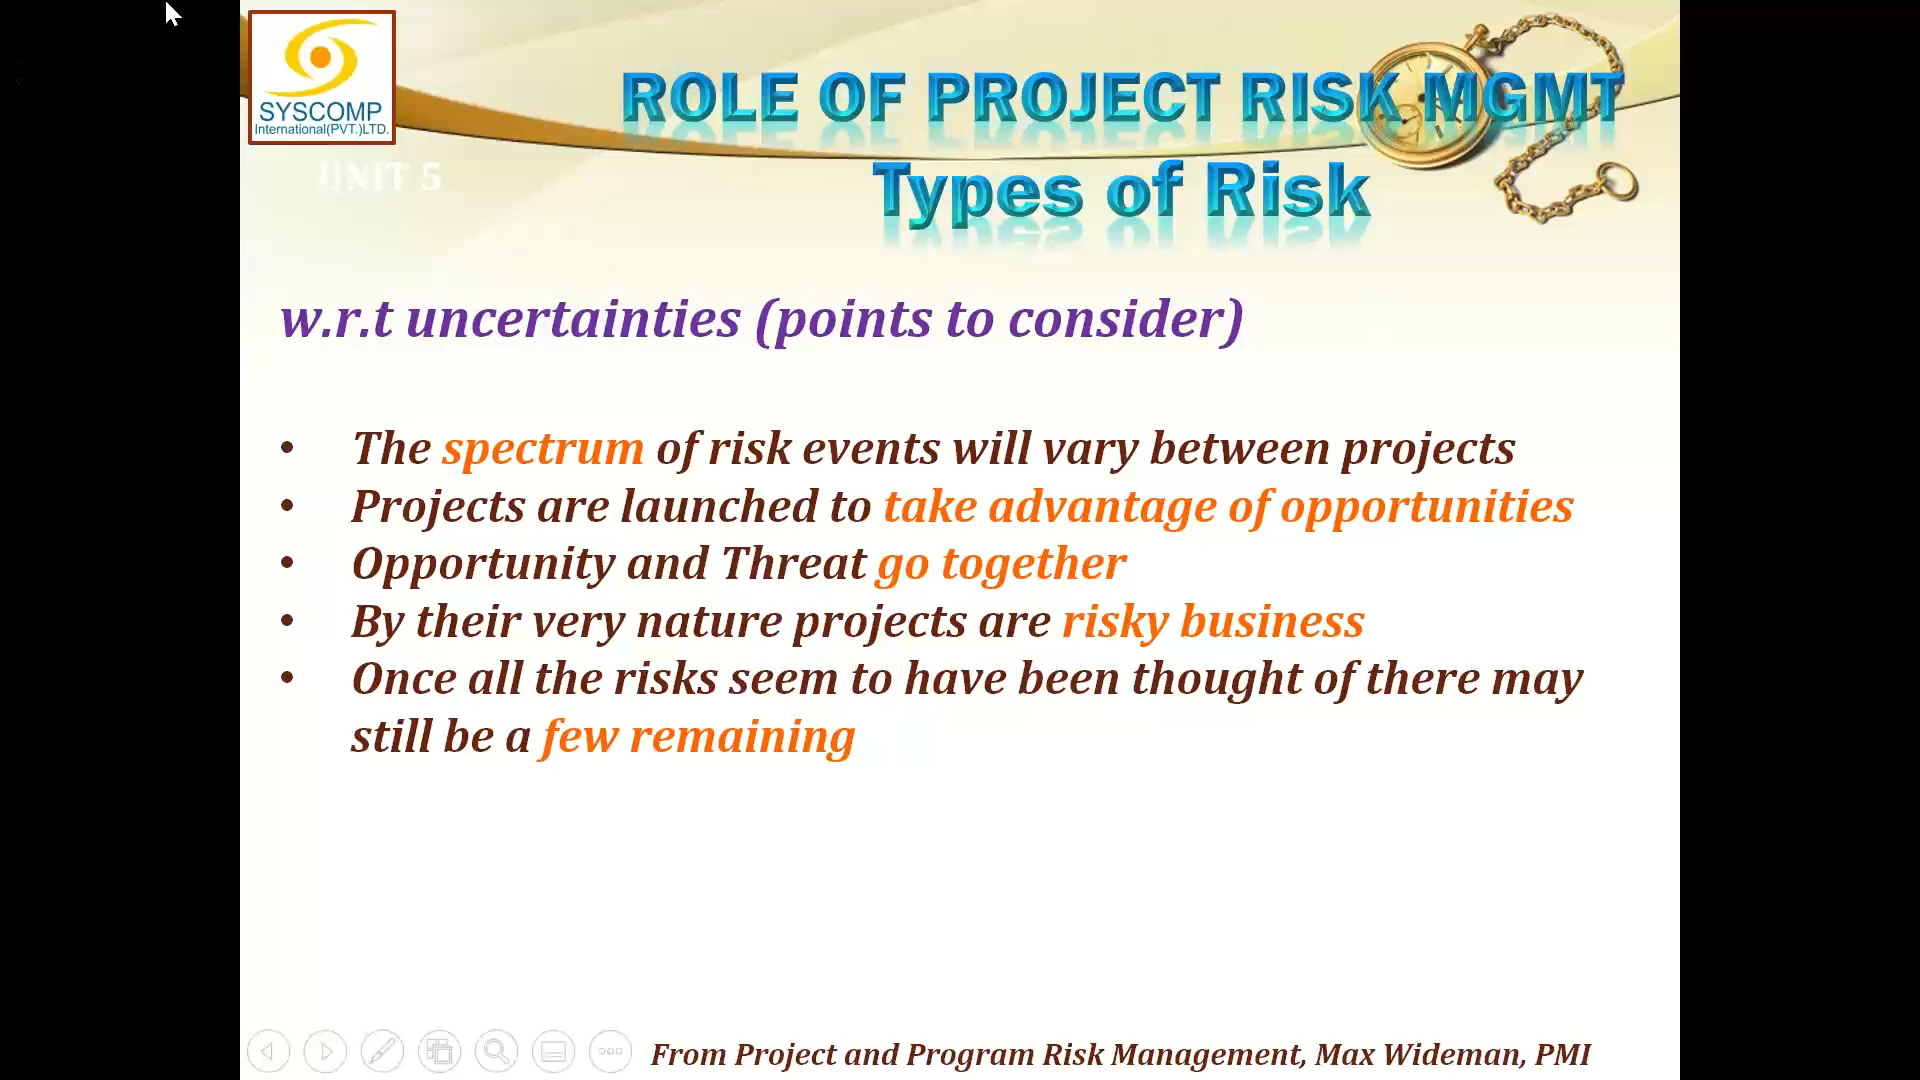 SYSCOMP
International(PVT.)LTD.
UNIT 5
ROLE OF PROJECT RISK MGMT
Types of Risk
w.r.t uncertainties (points to consider)
• The spectrum of risk events will vary between projects
• Projects are launched to take advantage of opportunities
• Opportunity and Threat go together
• By their very nature projects are risky business
• Once all the risks seem to have been thought of there may
still be a few remaining
From Project and Program Risk Management, Max Wideman, PMI